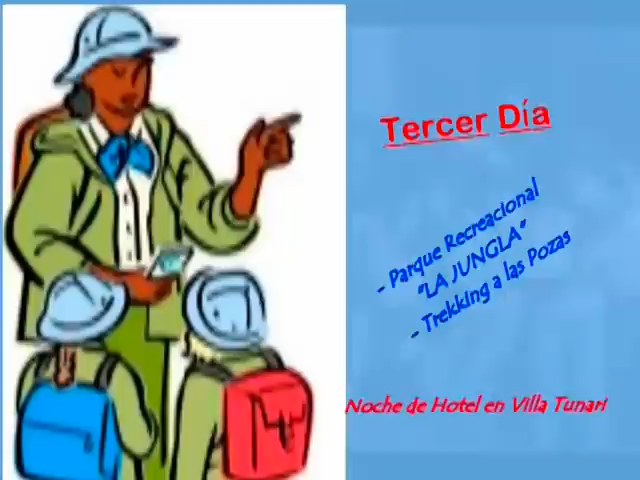 Tercer Día
- Parque Recreacional
"LA JUNGLA"
- Trekking a las Pozas
Noche de Hotel en Villa Tunari